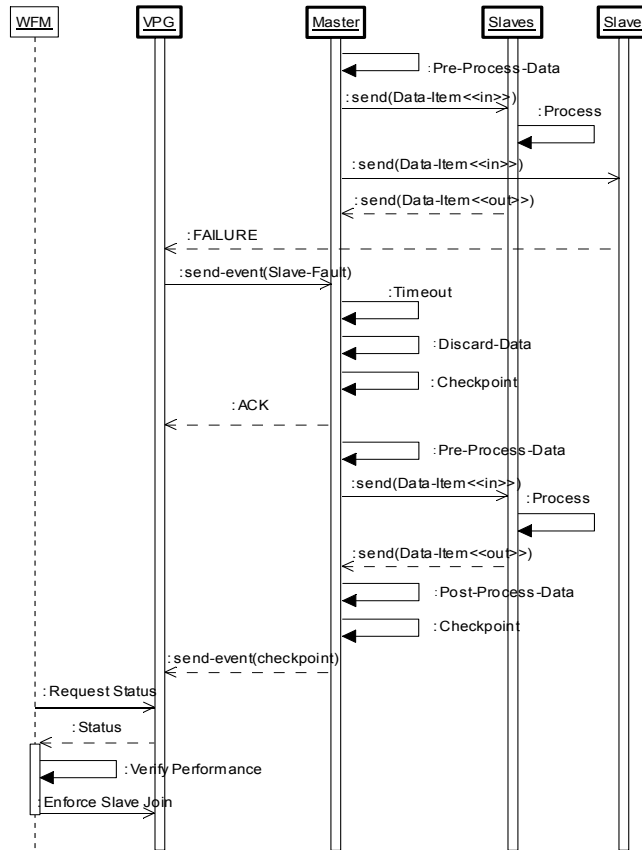 WFM VPG Master Slaves Slave
:Pre-Process-Data
:send(Data-Item<<in>>)
:Process
:send(Data-Item<<in>>)
:send(Data-Item<<out>>)
:FAILURE
:send-event(Slave-Fault)
:Timeout
:Discard-Data
:Checkpoint
:ACK
:Pre-Process-Data
:send(Data-Item<<in>>)
:Process
:send(Data-Item<<out>>)
:Post-Process-Data
:Checkpoint
:send-event(checkpoint)
:Request Status
:Status
:Verify Performance
:Enforce Slave Join